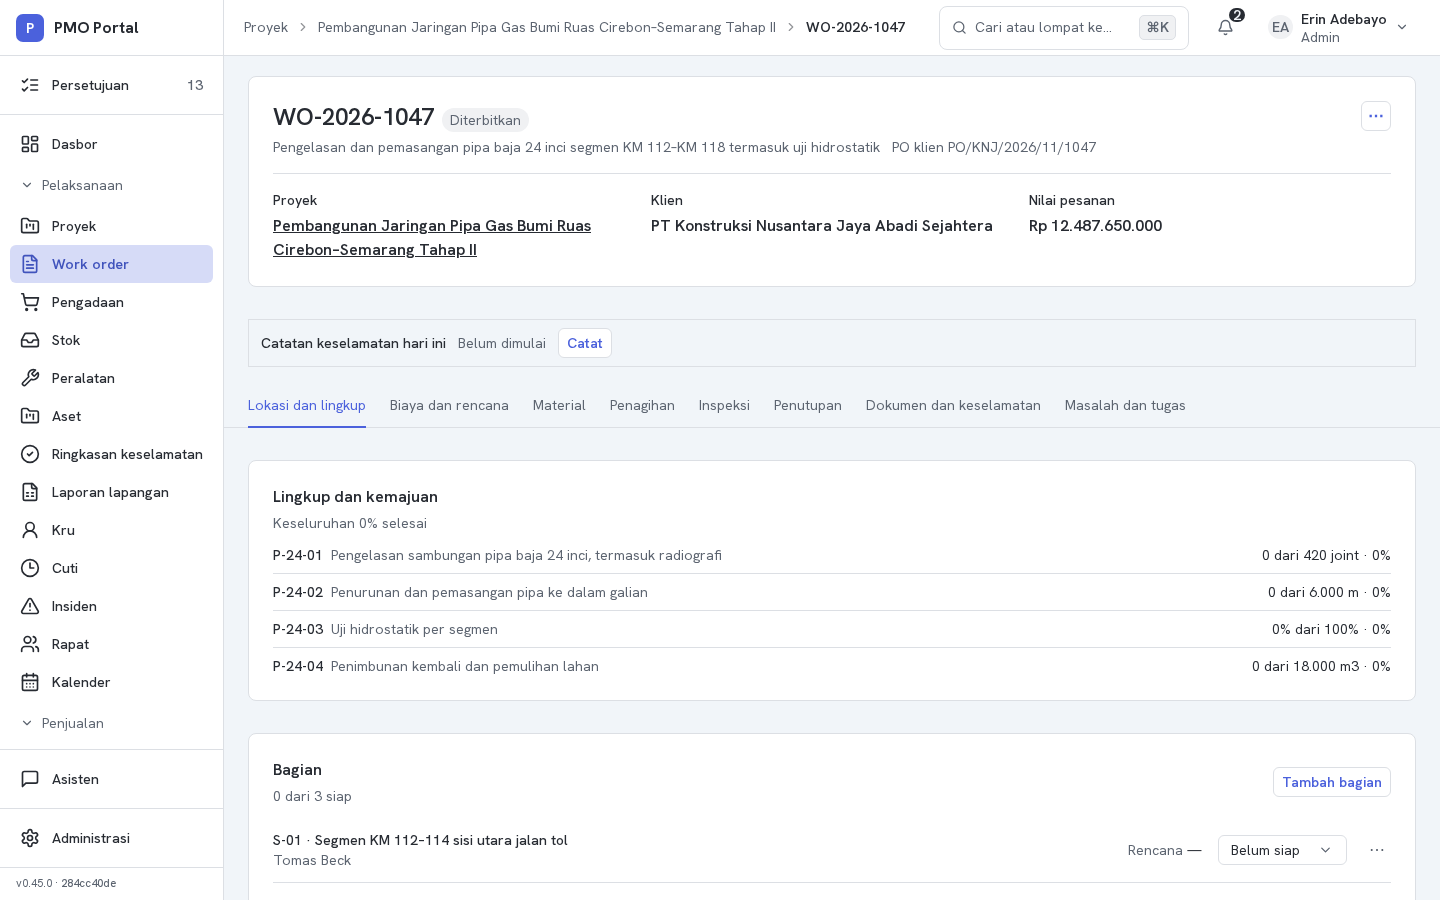 P PMO Portal
Persetujuan 13
Dasbor
Pelaksanaan
Proyek
Work order
Pengadaan
Stok
Peralatan
Aset
Ringkasan keselamatan
Laporan lapangan
Kru
Cuti
Insiden
Rapat
Kalender
Penjualan
Asisten
Administrasi
v0.45.0 · 284cc40de
Proyek Pembangunan Jaringan Pipa Gas Bumi Ruas Cirebon–Semarang Tahap II WO-2026-1047
Cari atau lompat ke... ⌘K
2
EA Erin Adebayo
Admin
WO-2026-1047 Diterbitkan
Pengelasan dan pemasangan pipa baja 24 inci segmen KM 112–KM 118 termasuk uji hidrostatik PO klien PO/KNJ/2026/11/1047
Proyek
Pembangunan Jaringan Pipa Gas Bumi Ruas
Cirebon–Semarang Tahap II
Klien
PT Konstruksi Nusantara Jaya Abadi Sejahtera
Nilai pesanan
Rp 12.487.650.000
Catatan keselamatan hari ini Belum dimulai Catat
Lokasi dan lingkup Biaya dan rencana Material Penagihan Inspeksi Penutupan Dokumen dan keselamatan Masalah dan tugas
Lingkup dan kemajuan
Keseluruhan 0% selesai
P-24-01 Pengelasan sambungan pipa baja 24 inci, termasuk radiografi 0 dari 420 joint · 0%
P-24-02 Penurunan dan pemasangan pipa ke dalam galian 0 dari 6.000 m · 0%
P-24-03 Uji hidrostatik per segmen 0% dari 100% · 0%
P-24-04 Penimbunan kembali dan pemulihan lahan 0 dari 18.000 m3 · 0%
Bagian
0 dari 3 siap
Tambah bagian
S-01 · Segmen KM 112–114 sisi utara jalan tol
Tomas Beck
Rencana — Belum siap